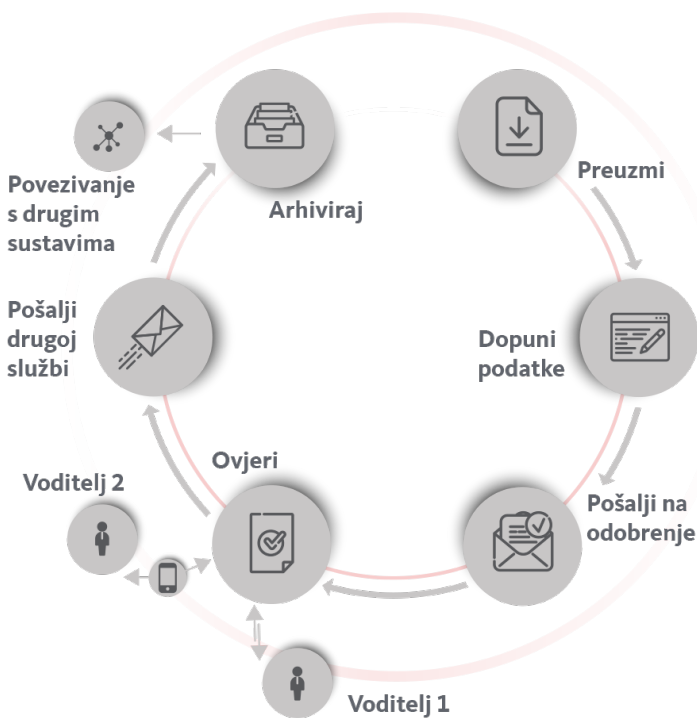 Preuzmi
Dopuni
podatke
Pošalji na
odobrenje
Voditelj 1
Ovjeri
Voditelj 2
Pošalji
drugoj
službi
Arhiviraj
Povezivanje
s drugim
sustavima